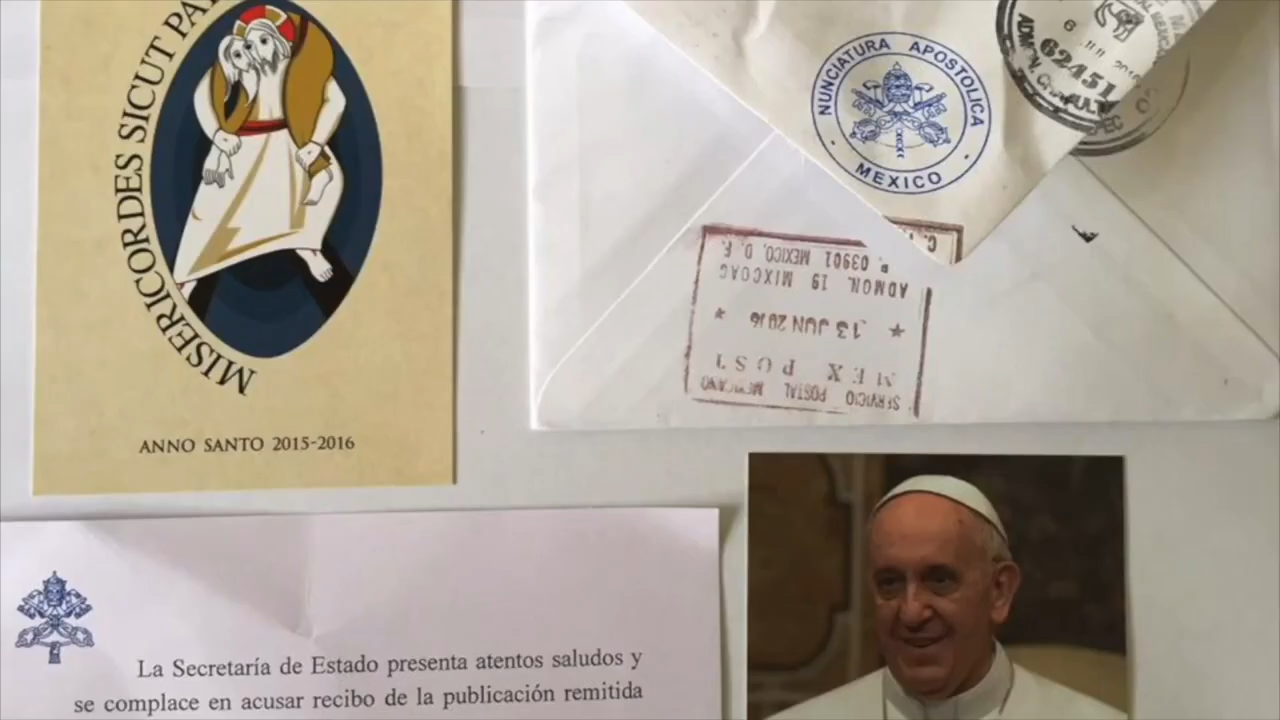 MISERICORDES SICUT PA
ANNO SANTO 2015-2016
NUNCIATURA APOSTOLICA
MEXICO
62451
SERVICIO POSTAL MEXICANO
MEX POST
★ 13 JUN 2016 ★
ADMON. 19 MIXCOAC
P. 03901 MEXICO, D. F.
La Secretaría de Estado presenta atentos saludos y
se complace en acusar recibo de la publicación remitida